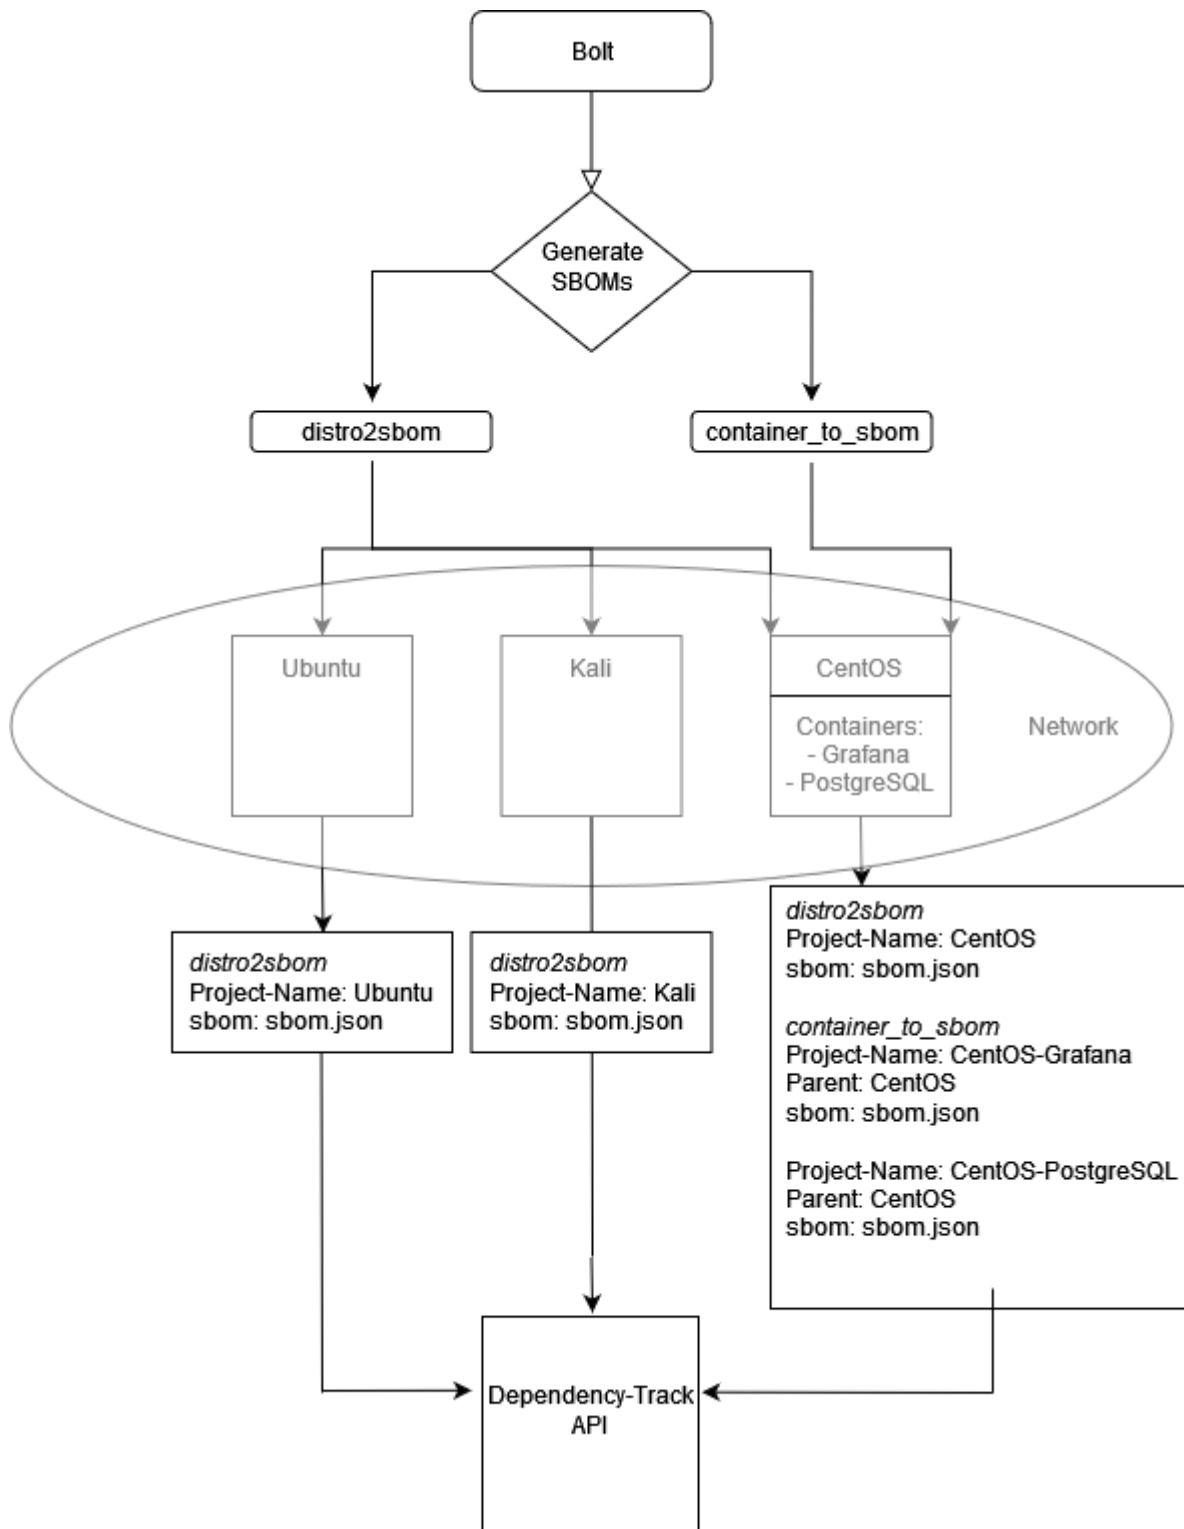 Bolt
Generate
SBOMs
distro2sbom
container_to_sbom
Ubuntu
Kali
CentOS
Containers:
- Grafana
- PostgreSQL
Network
distro2sbom
Project-Name: Ubuntu
sbom: sbom.json
distro2sbom
Project-Name: Kali
sbom: sbom.json
distro2sbom
Project-Name: CentOS
sbom: sbom.json
container_to_sbom
Project-Name: CentOS-Grafana
Parent: CentOS
sbom: sbom.json
Project-Name: CentOS-PostgreSQL
Parent: CentOS
sbom: sbom.json
Dependency-Track
API